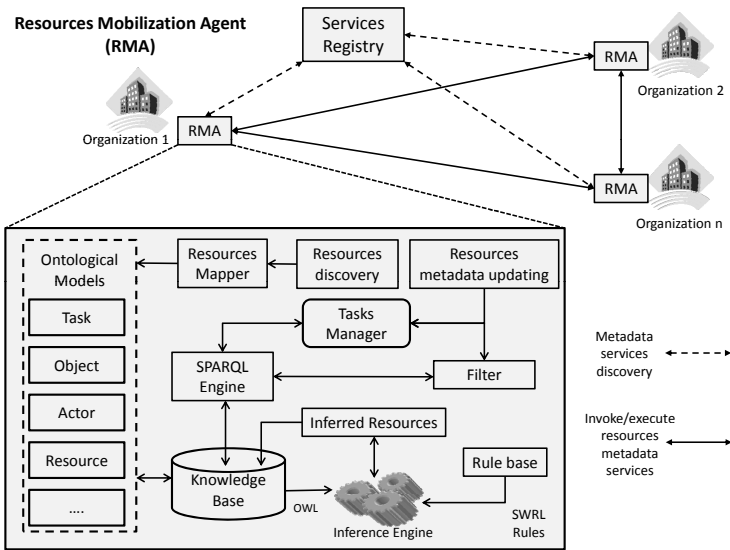 Resources Mobilization Agent
(RMA)
Services
Registry
RMA
Organization 2
Organization 1
RMA
RMA
Organization n
Ontological
Models
Task
Object
Actor
Resource
....
Resources
Mapper
Resources
discovery
Resources
metadata updating
Tasks
Manager
SPARQL
Engine
Filter
Inferred Resources
Rule base
Knowledge
Base
OWL
Inference Engine
SWRL
Rules
Metadata
services
discovery
Invoke/execute
resources
metadata
services